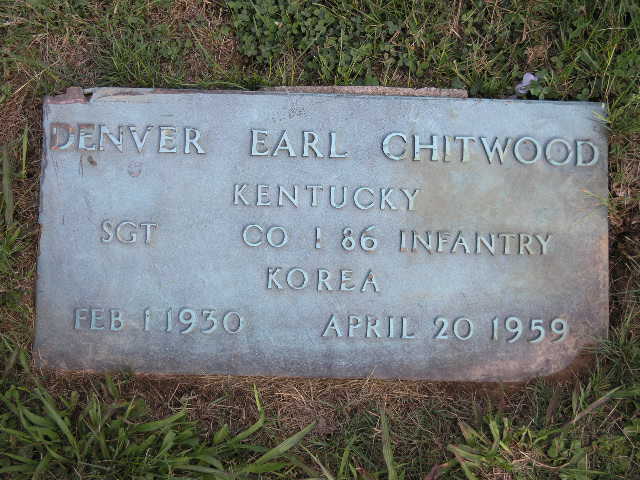 DENVER EARL CHITWOOD
KENTUCKY
SGT CO I 86 INFANTRY
KOREA
FEB 1 1930 APRIL 20 1959